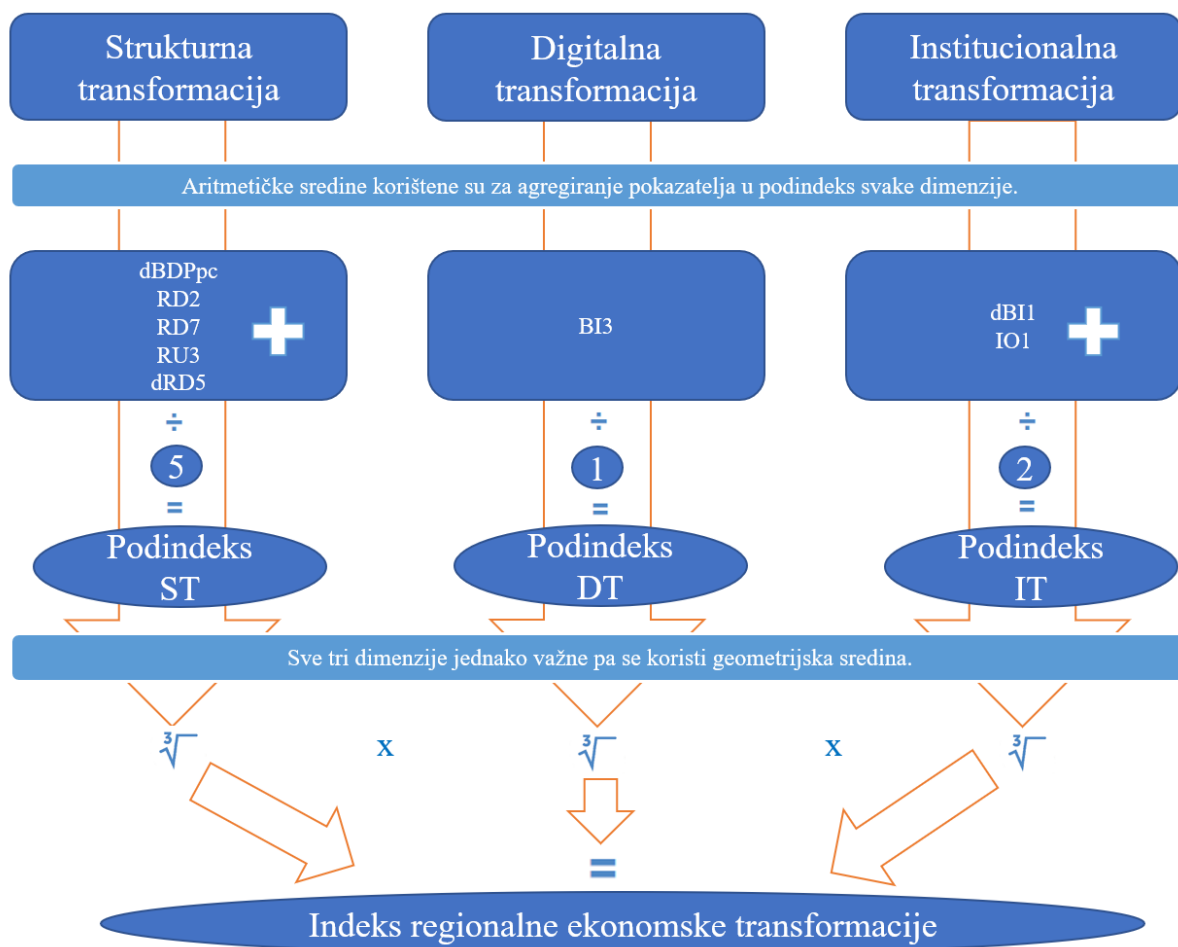 Strukturna
transformacija
Digitalna
transformacija
Institucionalna
transformacija
Aritmetičke sredine korištene su za agregiranje pokazatelja u podindeks svake dimenzije.
dBDPpc
RD2
RD7
RU3
dRD5
BI3
dBI1
IO1
÷
÷
÷
5
1
2
=
=
=
Podindeks
ST
Podindeks
DT
Podindeks
IT
Sve tri dimenzije jednako važne pa se koristi geometrijska sredina.
∛ x ∛ x ∛
=
Indeks regionalne ekonomske transformacije